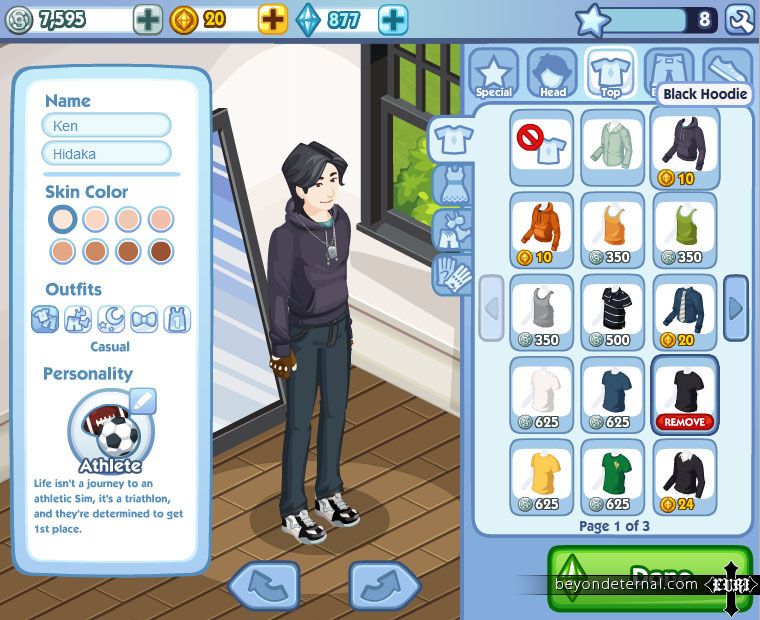 7,595
20
877
8
Name
Ken
Hidaka
Skin Color
Outfits
Casual
Personality
Athlete
Life isn't a journey to an
athletic Sim, it's a triathlon,
and they're determined to get
1st place.
Special
Head
Top
Black Hoodie
10
10
350
350
350
500
20
625
625
REMOVE
625
625
24
Page 1 of 3
Done
beyondeternal.com